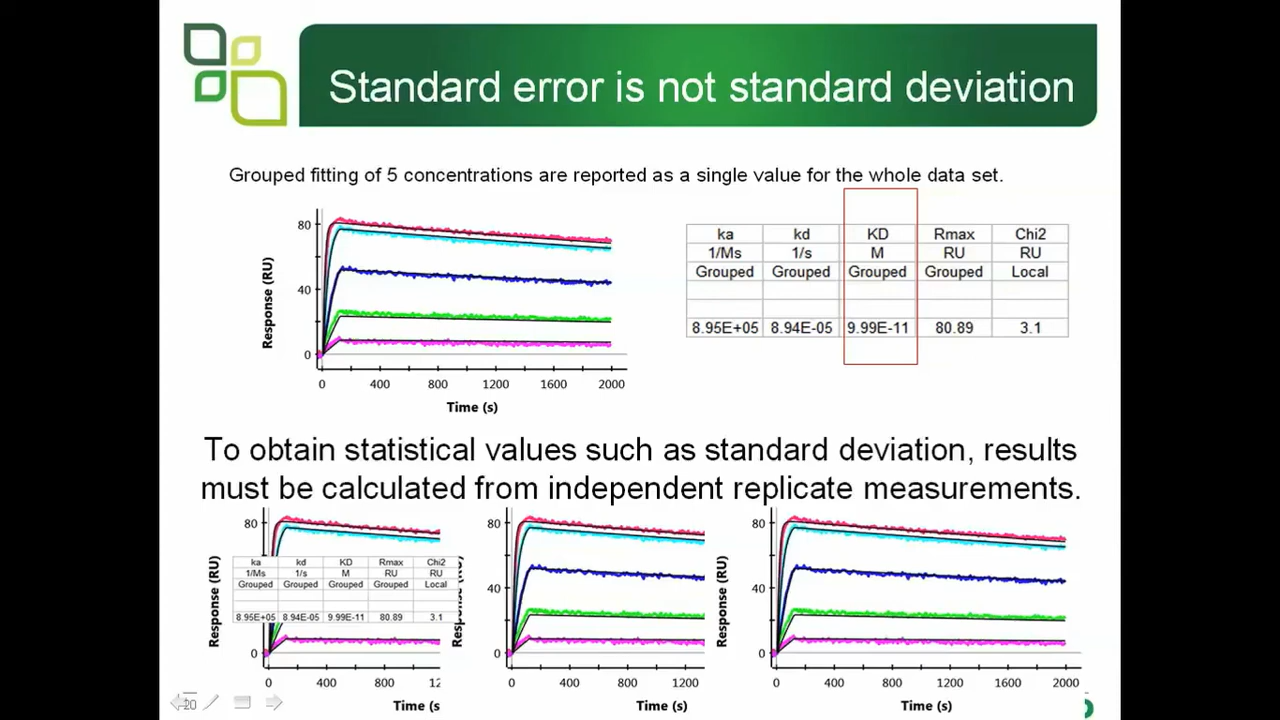 Standard error is not standard deviation
Grouped fitting of 5 concentrations are reported as a single value for the whole data set.
80
40
0
Response (RU)
0 400 800 1200 1600 2000
Time (s)
ka kd KD Rmax Chi2
1/Ms 1/s M RU RU
Grouped Grouped Grouped Grouped Local
8.95E+05 8.94E-05 9.99E-11 80.89 3.1
To obtain statistical values such as standard deviation, results
must be calculated from independent replicate measurements.
80
0
Response (RU)
ka kd KD Rmax Chi2
1/Ms 1/s M RU RU
Grouped Grouped Grouped Grouped Local
8.95E+05 8.94E-05 9.99E-11 80.89 3.1
0 400 800 12
Time (s
80
40
0
0 400 800 1200
Time (s)
Response (RU)
80
40
0
0 400 800 1200 1600 2000
Time (s)
20